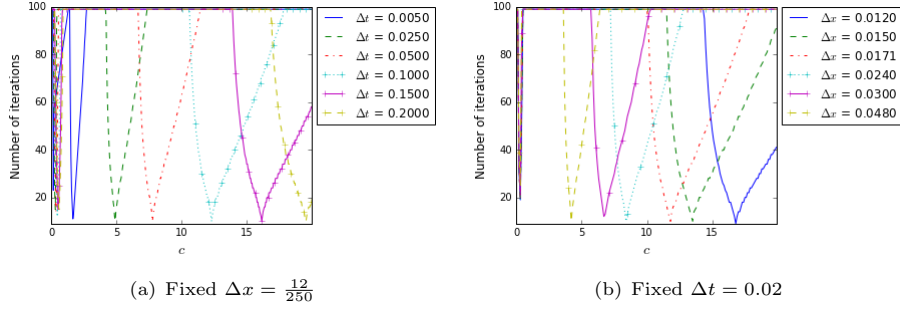 Number of iterations
100
80
60
40
20
0
5
10
15
c
Δt = 0.0050
Δt = 0.0250
Δt = 0.0500
Δt = 0.1000
Δt = 0.1500
Δt = 0.2000
(a) Fixed Δx = 12/250
Number of iterations
100
80
60
40
20
0
5
10
15
c
Δx = 0.0120
Δx = 0.0150
Δx = 0.0171
Δx = 0.0240
Δx = 0.0300
Δx = 0.0480
(b) Fixed Δt = 0.02